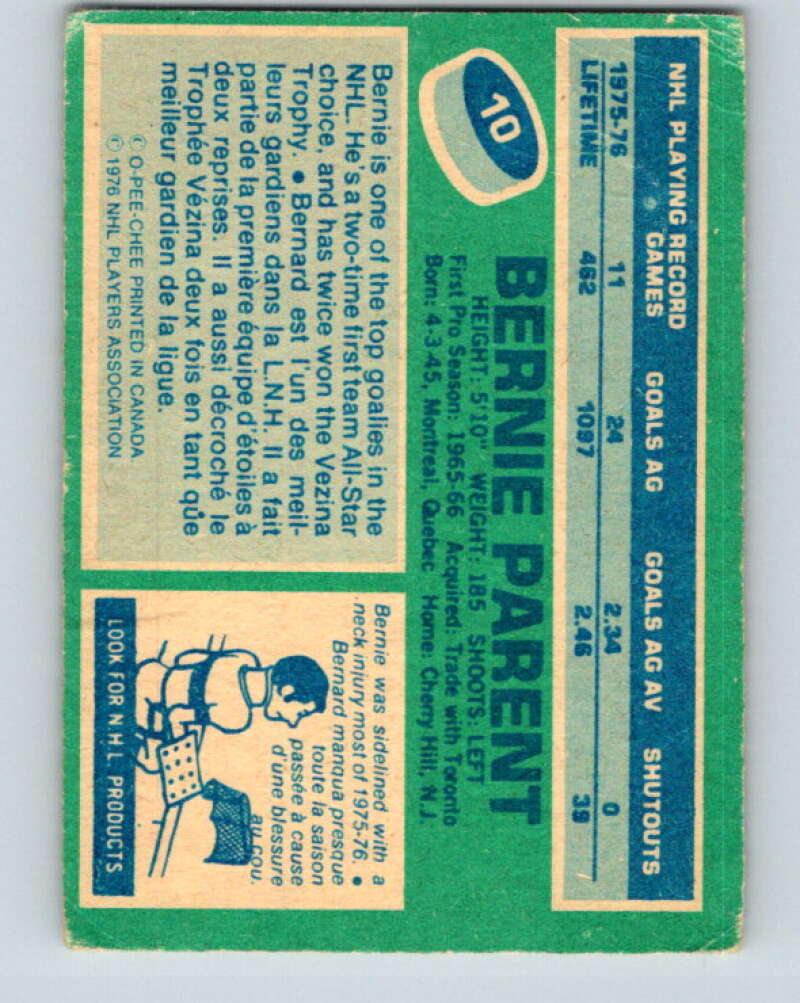 NHL PLAYING RECORD
GAMES GOALS AG GOALS AG AV SHUTOUTS
1975-76 11 24 2.34 0
LIFETIME 462 1097 2.46 39
10
BERNIE PARENT
HEIGHT: 5'10" WEIGHT: 185 SHOOTS: LEFT
First Pro Season: 1965-66 Acquired: Trade with Toronto
Born: 4-3-45, Montreal, Quebec Home: Cherry Hill, N.J.
Bernie is one of the top goalies in the
NHL. He's a two-time first team All-Star
choice, and has twice won the Vezina
Trophy. • Bernard est l'un des meil-
leurs gardiens dans la L.N.H. Il a fait
partie de la première équipe d'étoiles à
deux reprises. Il a aussi décroché le
Trophée Vézina deux fois en tant que
meilleur gardien de la ligue.
© O-PEE-CHEE PRINTED IN CANADA
© 1976 NHL PLAYERS ASSOCIATION
Bernie was sidelined with a
neck injury most of 1975-76. •
Bernard manqua presque
toute la saison
passée à cause
d'une blessure
au cou.
LOOK FOR N.H.L PRODUCTS